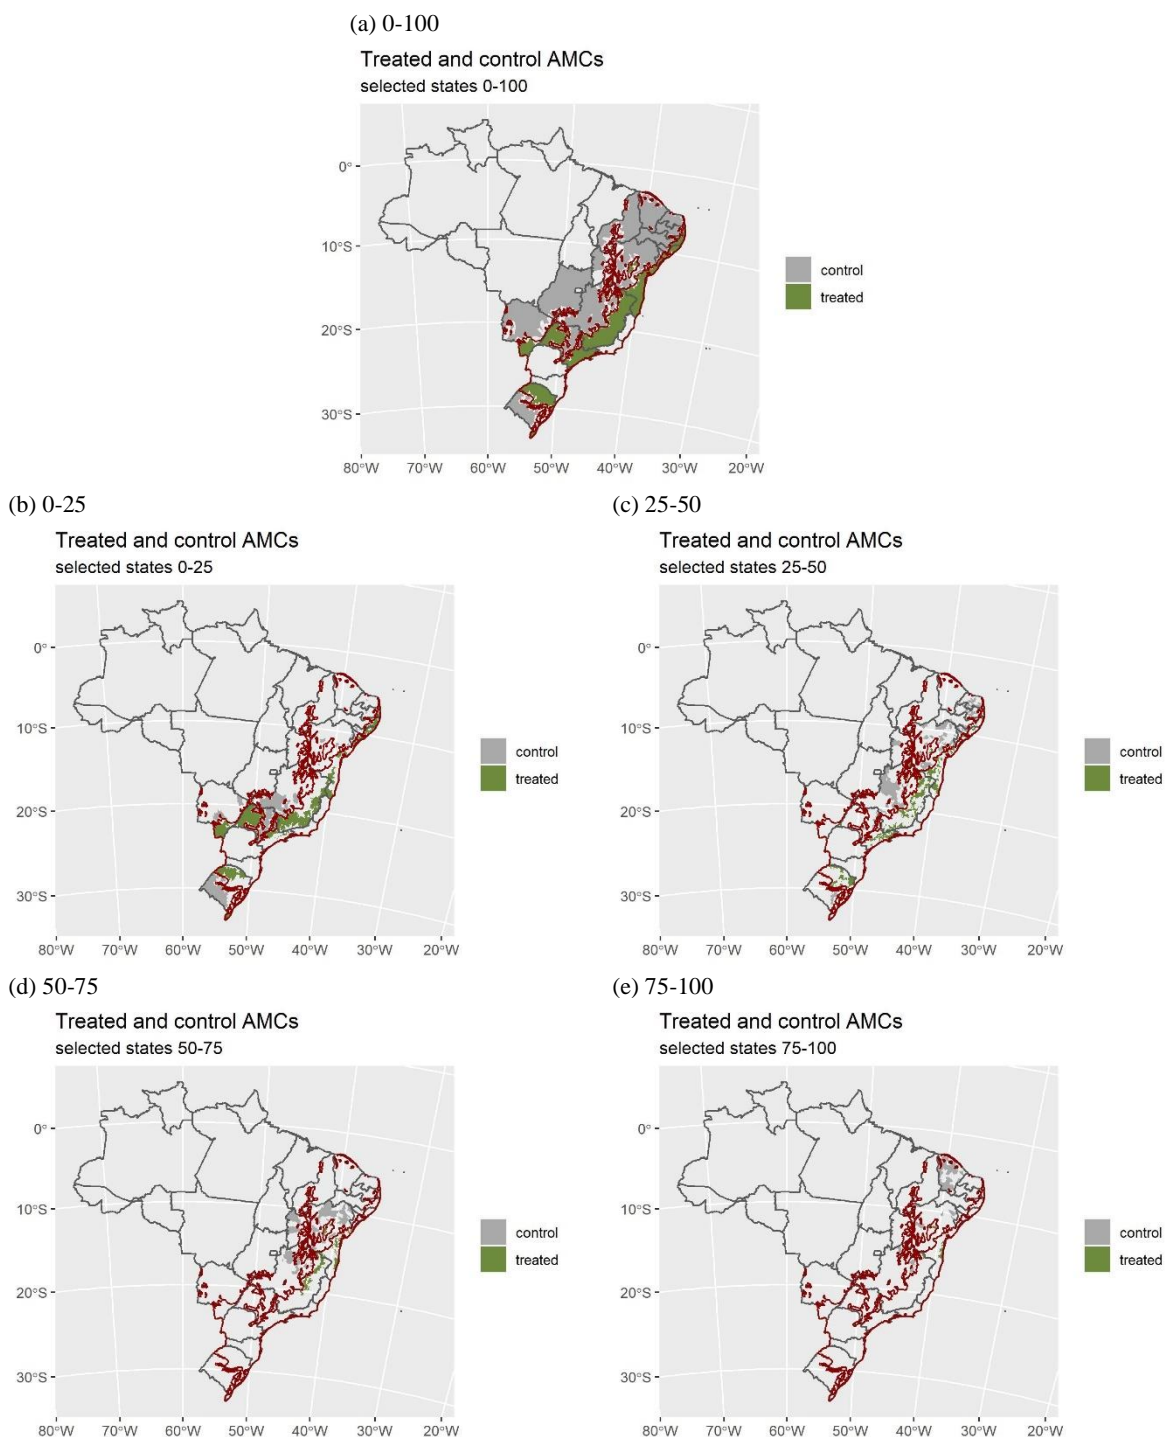 (a) 0-100
Treated and control AMCs
selected states 0-100
0°
10°S
20°S
30°S
80°W 70°W 60°W 50°W 40°W 30°W 20°W
control
treated
(b) 0-25
Treated and control AMCs
selected states 0-25
0°
10°S
20°S
30°S
80°W 70°W 60°W 50°W 40°W 30°W 20°W
control
treated
(c) 25-50
Treated and control AMCs
selected states 25-50
0°
10°S
20°S
30°S
80°W 70°W 60°W 50°W 40°W 30°W 20°W
control
treated
(d) 50-75
Treated and control AMCs
selected states 50-75
0°
10°S
20°S
30°S
80°W 70°W 60°W 50°W 40°W 30°W 20°W
control
treated
(e) 75-100
Treated and control AMCs
selected states 75-100
0°
10°S
20°S
30°S
80°W 70°W 60°W 50°W 40°W 30°W 20°W
control
treated